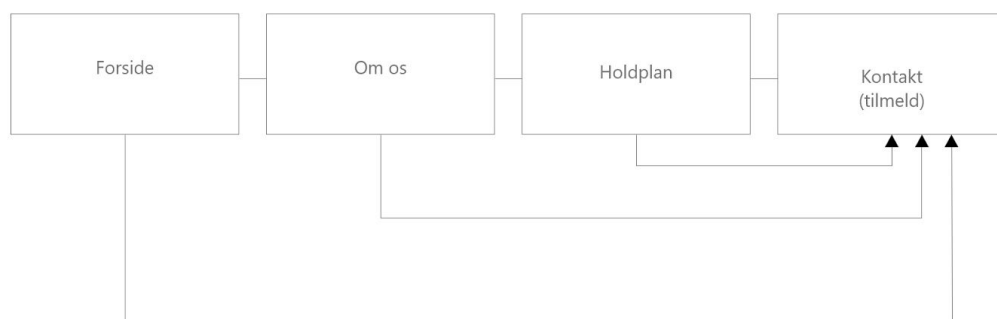 Forside
Om os
Holdplan
Kontakt
(tilmeld)